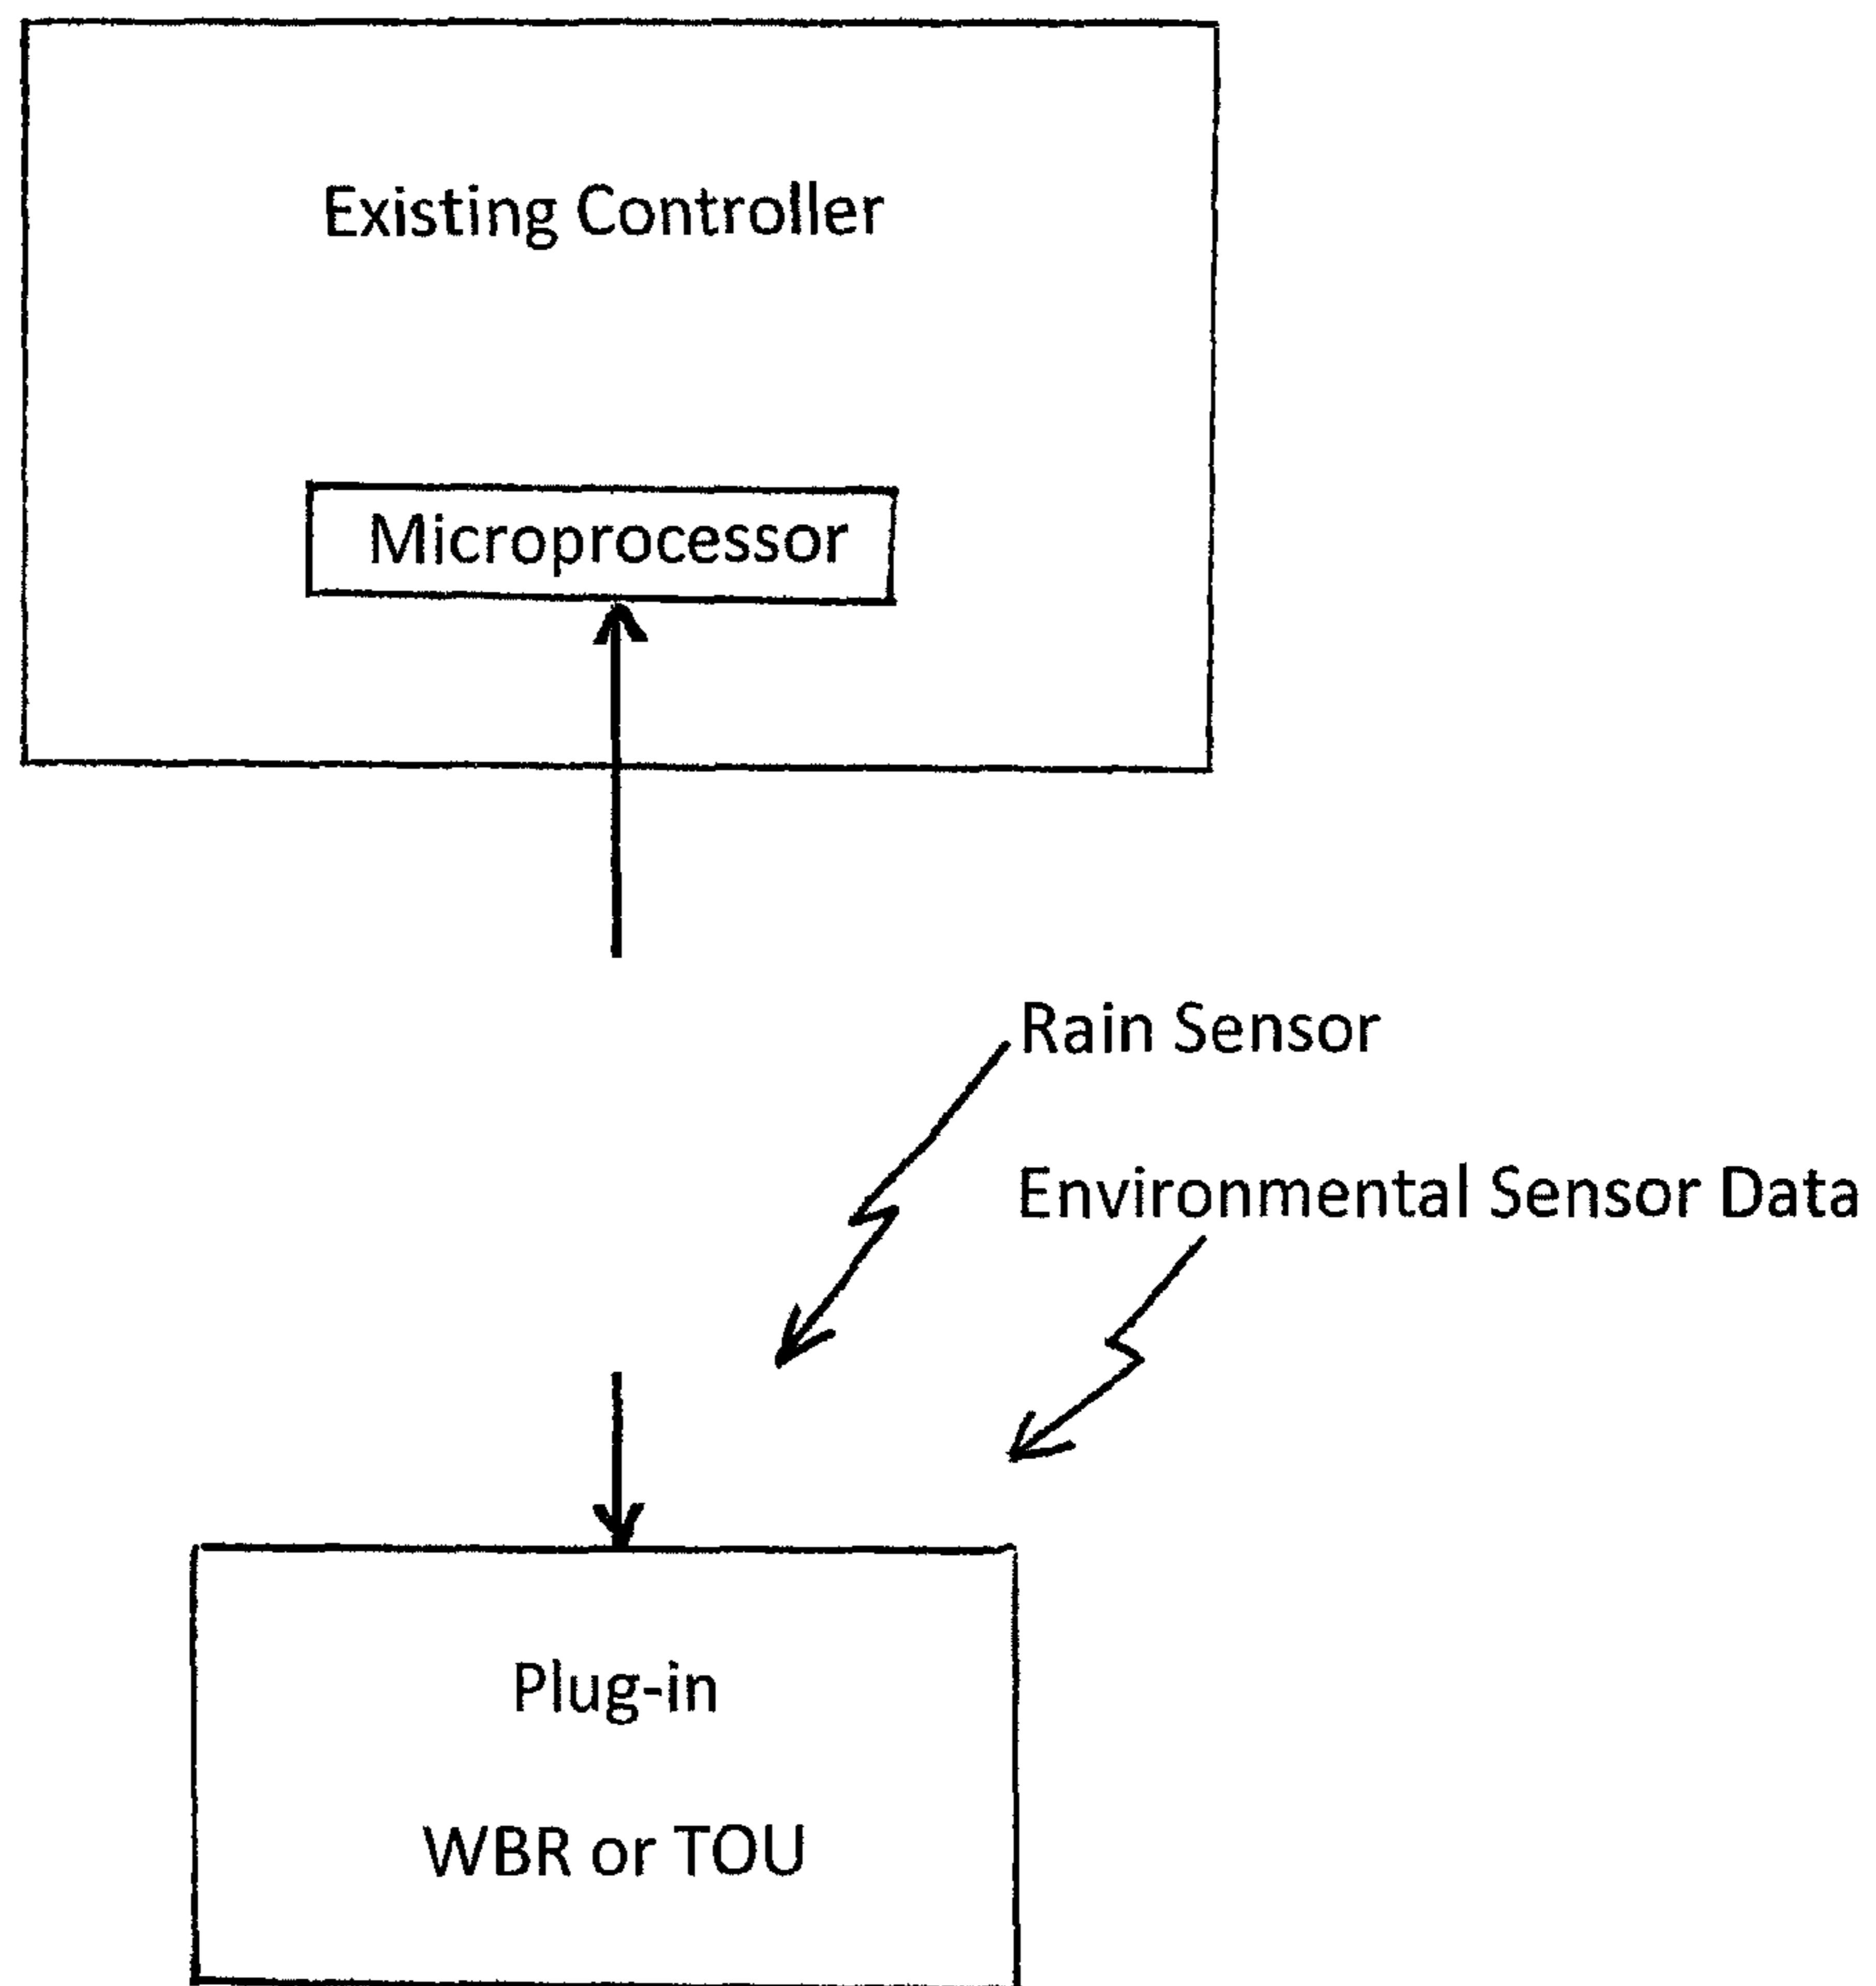 Existing Controller
Microprocessor
Rain Sensor
Environmental Sensor Data
Plug-in
WBR or TOU